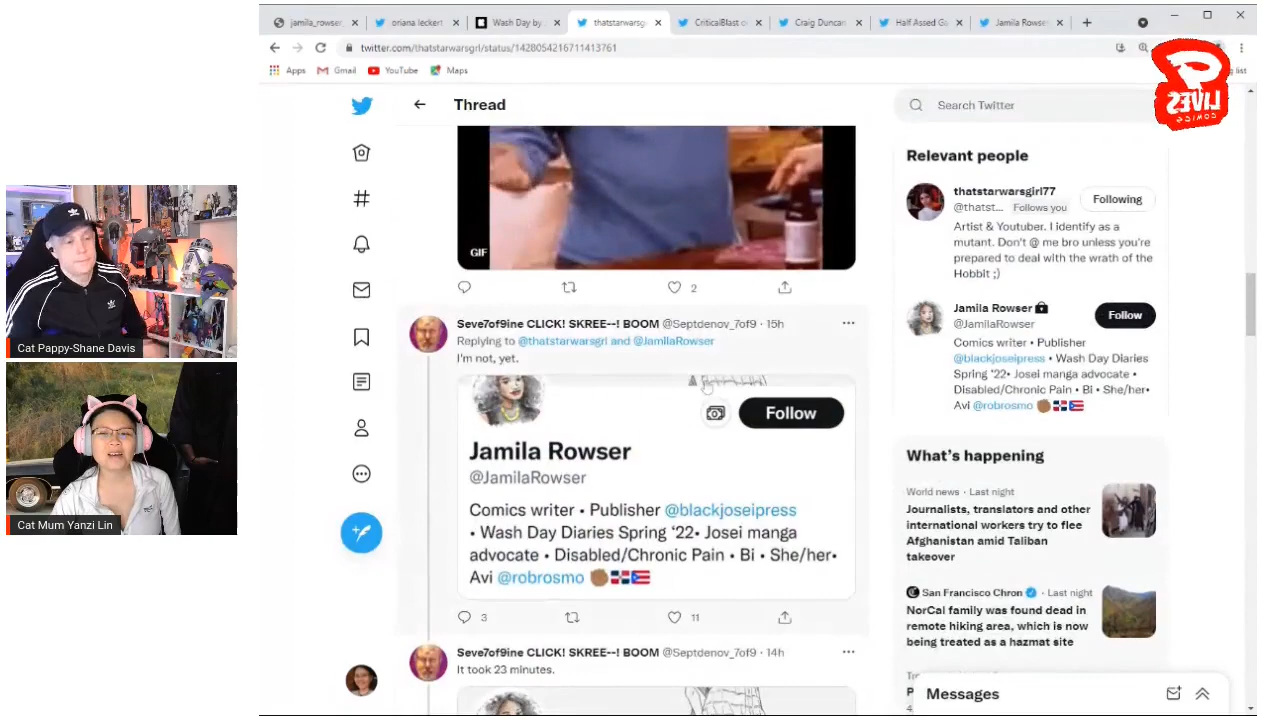 jamila_rowser
oriana leckert
Wash Day by
thatstarwarsg
CriticalBlast o
Craig Duncan
Half Assed G
Jamila Rowse
twitter.com/thatstarwarsgrl/status/1428054216711413761
Apps
Gmail
YouTube
Maps
LIVES
COMICS
Thread
Search Twitter
GIF
2
Seve7of9ine CLICK! SKREE--! BOOM @Septdenov_7of9 · 15h
Replying to @thatstarwarsgrl and @JamilaRowser
I'm not, yet.
Follow
Jamila Rowser
@JamilaRowser
Comics writer • Publisher @blackjoseipress
• Wash Day Diaries Spring ‘22• Josei manga
advocate • Disabled/Chronic Pain • Bi • She/her•
Avi @robrosmo
3
11
Seve7of9ine CLICK! SKREE--! BOOM @Septdenov_7of9 · 14h
It took 23 minutes.
Relevant people
thatstarwarsgirl77
@thatst... Follows you
Following
Artist & Youtuber. I identify as a
mutant. Don't @ me bro unless you're
prepared to deal with the wrath of the
Hobbit ;)
Jamila Rowser
@JamilaRowser
Follow
Comics writer • Publisher
@blackjoseipress • Wash Day Diaries
Spring ‘22• Josei manga advocate •
Disabled/Chronic Pain • Bi • She/her•
Avi @robrosmo
What's happening
World news · Last night
Journalists, translators and other
international workers try to flee
Afghanistan amid Taliban
takeover
San Francisco Chron · Last night
NorCal family was found dead in
remote hiking area, which is now
being treated as a hazmat site
Messages
Cat Pappy-Shane Davis
Cat Mum Yanzi Lin